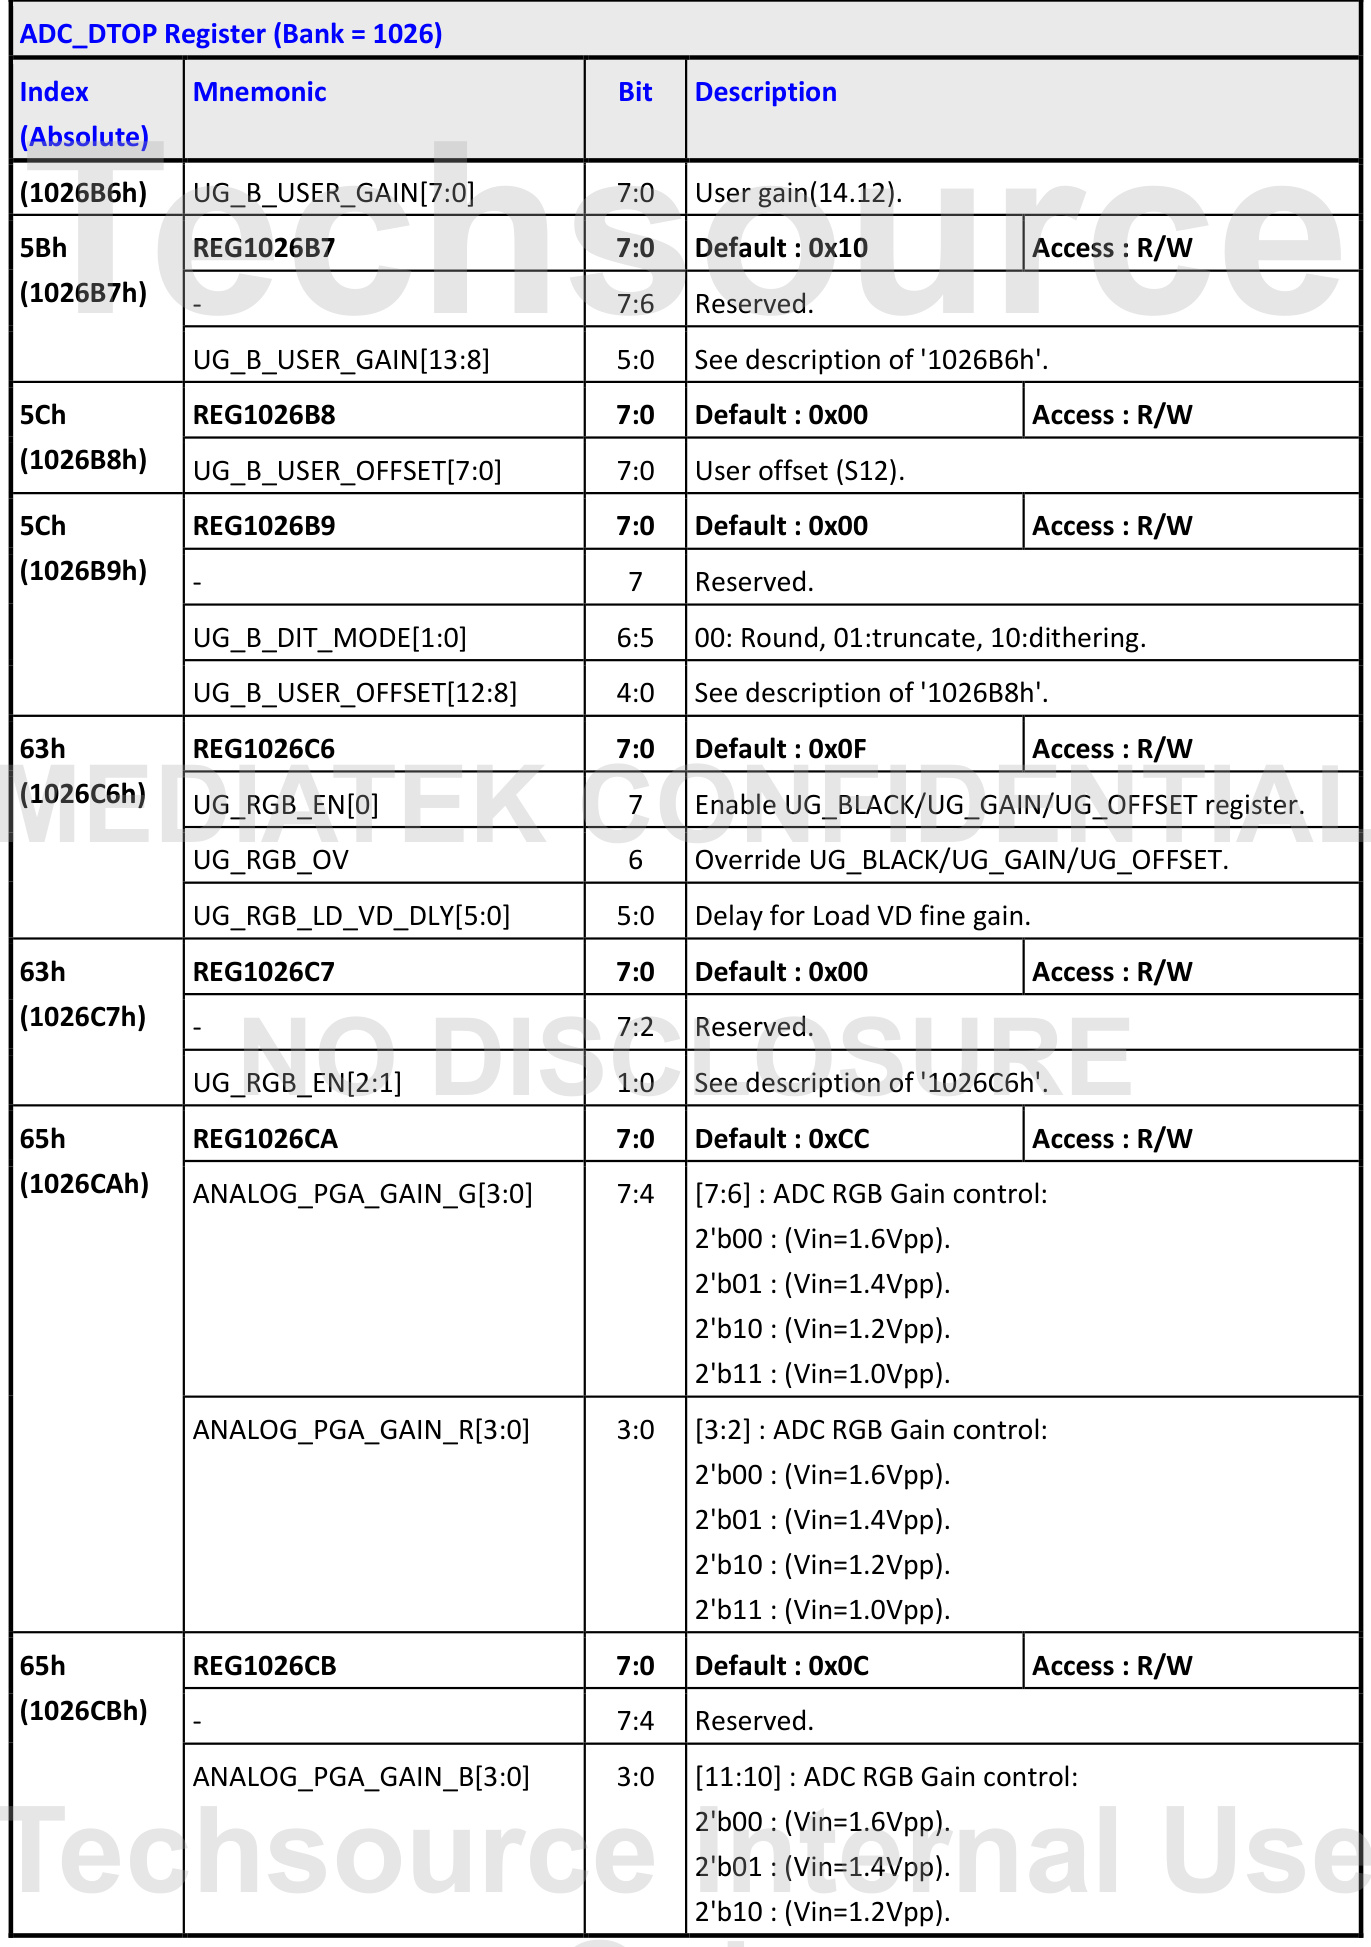 ADC_DTOP Register (Bank = 1026)
Index (Absolute) Mnemonic Bit Description
(1026B6h) UG_B_USER_GAIN[7:0] 7:0 User gain(14.12).
5Bh (1026B7h) REG1026B7 7:0 Default : 0x10 Access : R/W
- 7:6 Reserved.
UG_B_USER_GAIN[13:8] 5:0 See description of '1026B6h'.
5Ch (1026B8h) REG1026B8 7:0 Default : 0x00 Access : R/W
UG_B_USER_OFFSET[7:0] 7:0 User offset (S12).
5Ch (1026B9h) REG1026B9 7:0 Default : 0x00 Access : R/W
- 7 Reserved.
UG_B_DIT_MODE[1:0] 6:5 00: Round, 01:truncate, 10:dithering.
UG_B_USER_OFFSET[12:8] 4:0 See description of '1026B8h'.
63h (1026C6h) REG1026C6 7:0 Default : 0x0F Access : R/W
UG_RGB_EN[0] 7 Enable UG_BLACK/UG_GAIN/UG_OFFSET register.
UG_RGB_OV 6 Override UG_BLACK/UG_GAIN/UG_OFFSET.
UG_RGB_LD_VD_DLY[5:0] 5:0 Delay for Load VD fine gain.
63h (1026C7h) REG1026C7 7:0 Default : 0x00 Access : R/W
- 7:2 Reserved.
UG_RGB_EN[2:1] 1:0 See description of '1026C6h'.
65h (1026CAh) REG1026CA 7:0 Default : 0xCC Access : R/W
ANALOG_PGA_GAIN_G[3:0] 7:4 [7:6] : ADC RGB Gain control:
2'b00 : (Vin=1.6Vpp).
2'b01 : (Vin=1.4Vpp).
2'b10 : (Vin=1.2Vpp).
2'b11 : (Vin=1.0Vpp).
ANALOG_PGA_GAIN_R[3:0] 3:0 [3:2] : ADC RGB Gain control:
2'b00 : (Vin=1.6Vpp).
2'b01 : (Vin=1.4Vpp).
2'b10 : (Vin=1.2Vpp).
2'b11 : (Vin=1.0Vpp).
65h (1026CBh) REG1026CB 7:0 Default : 0x0C Access : R/W
- 7:4 Reserved.
ANALOG_PGA_GAIN_B[3:0] 3:0 [11:10] : ADC RGB Gain control:
2'b00 : (Vin=1.6Vpp).
2'b01 : (Vin=1.4Vpp).
2'b10 : (Vin=1.2Vpp).
Techsource
MEDIATEK CONFIDENTIAL
NO DISCLOSURE
Techsource Internal Use